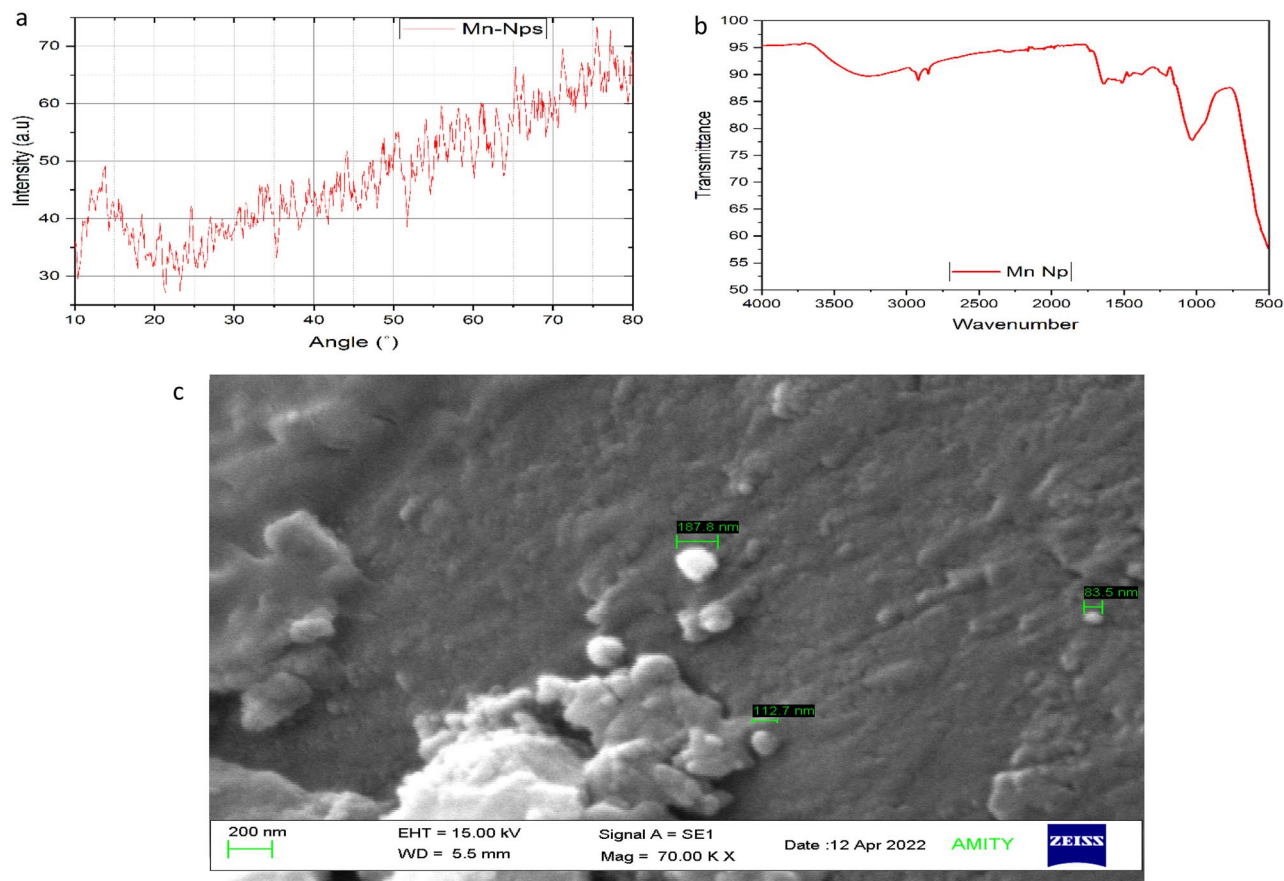 a
Mn-Nps
70
60
50
40
30
Intensity (a.u)
10 20 30 40 50 60 70 80
Angle (°)
b
100
95
90
85
80
75
70
65
60
55
50
Transmittance
Mn Np
4000 3500 3000 2500 2000 1500 1000 500
Wavenumber
c
187.8 nm
83.5 nm
112.7 nm
200 nm
EHT = 15.00 kV
WD = 5.5 mm
Signal A = SE1
Mag = 70.00 K X
Date :12 Apr 2022
AMITY
ZEISS